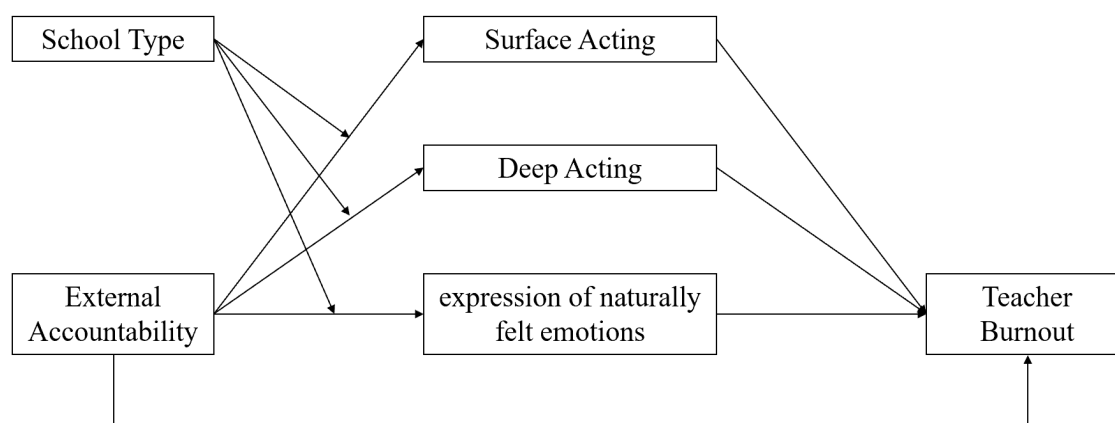 School Type
Surface Acting
Deep Acting
External
Accountability
expression of naturally
felt emotions
Teacher
Burnout